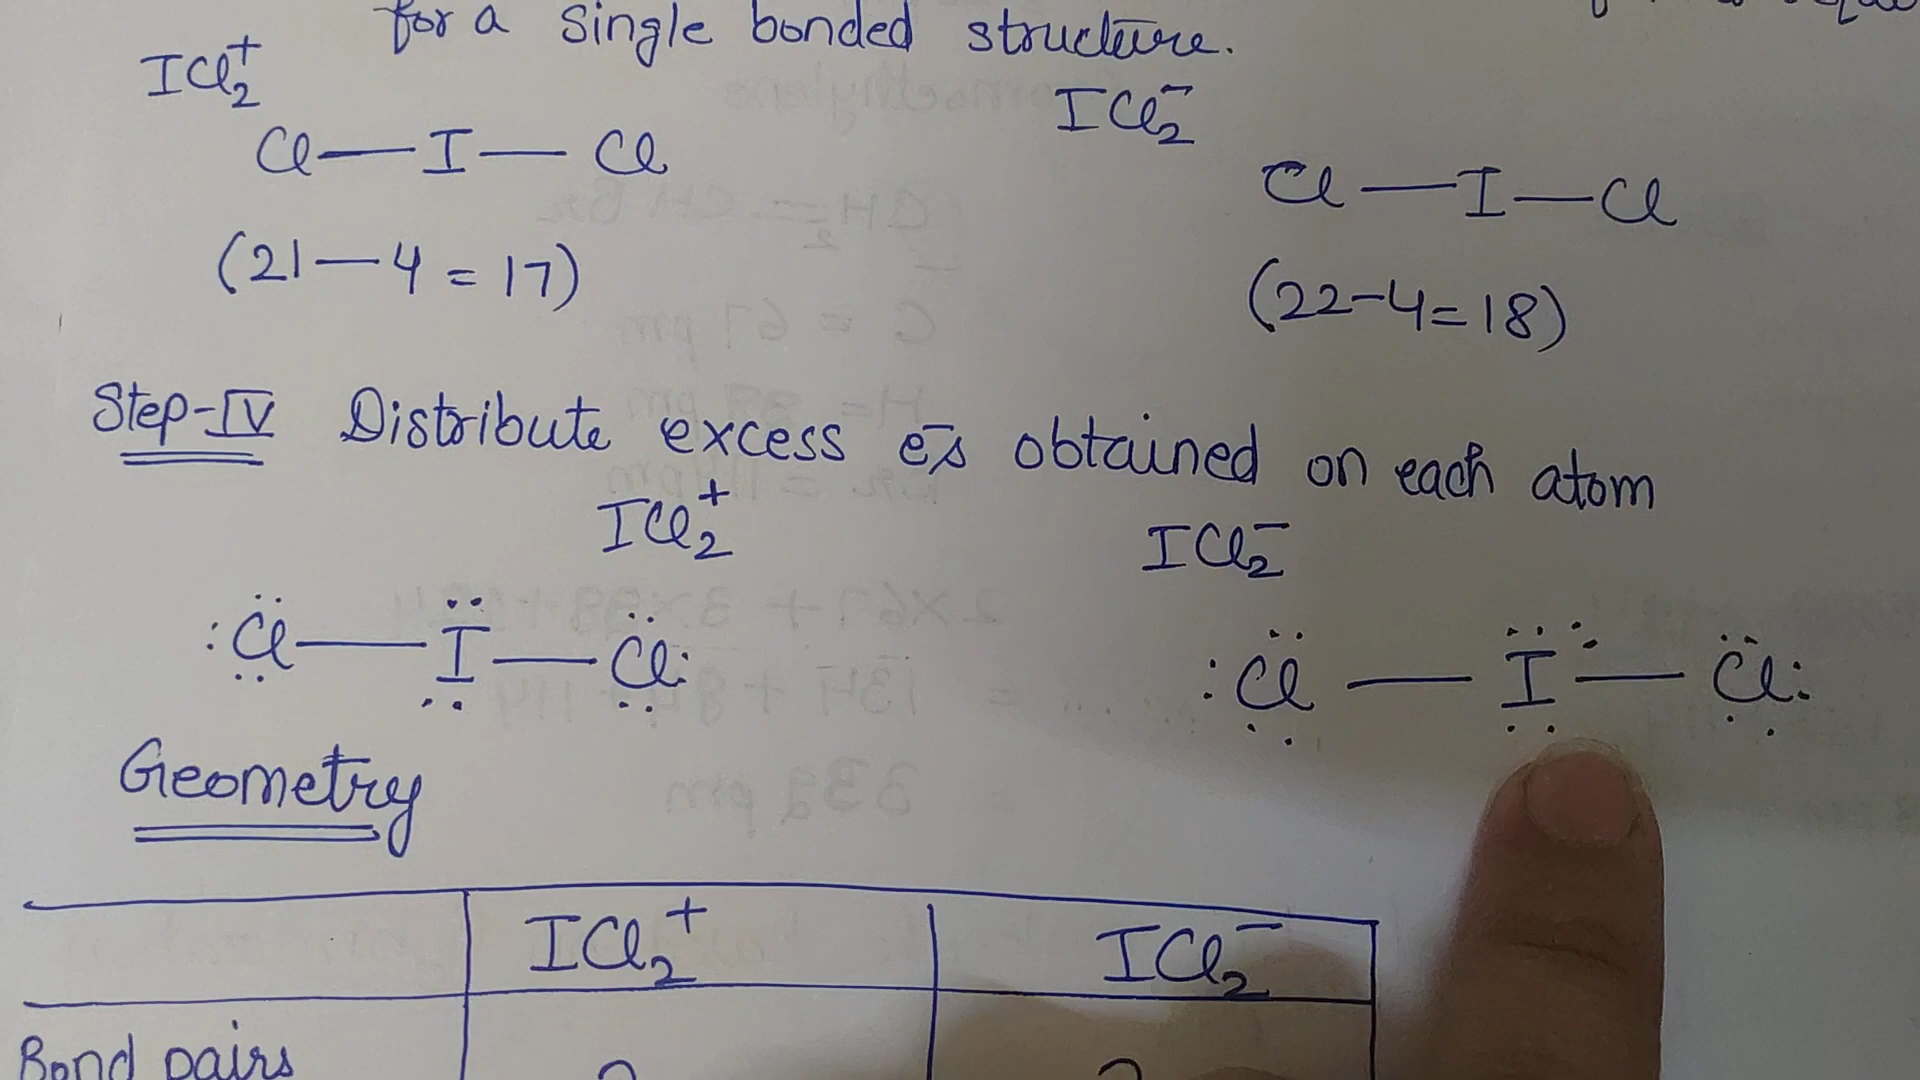 for a single bonded structure.
ICl₂⁺
Cl—I—Cl
(21—4=17)
ICl₂⁻
Cl—I—Cl
(22-4=18)
Step-IV Distribute excess e⁻s obtained on each atom
ICl₂⁺ ICl₂⁻
:Cl—I—Cl: :Cl—I—Cl:
Geometry
ICl₂⁺ ICl₂⁻
Bond pairs